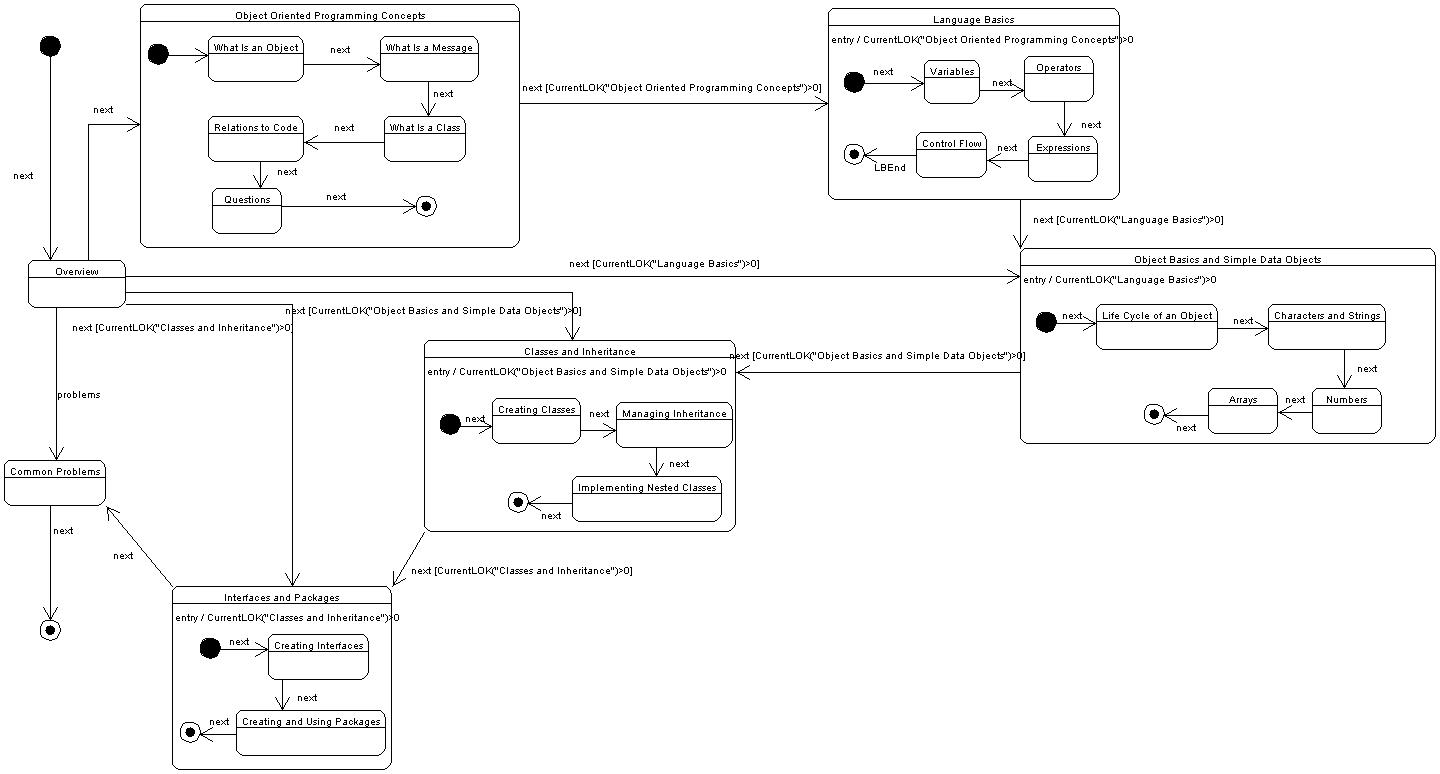 Object Oriented Programming Concepts
What Is an Object
next
What Is a Message
next
Relations to Code
next
What Is a Class
next
Questions
next
next
next
next [CurrentLOK("Object Oriented Programming Concepts")>0]
Language Basics
entry / CurrentLOK("Object Oriented Programming Concepts")>0
next
Variables
next
Operators
next
Control Flow
next
Expressions
LBEnd
next [CurrentLOK("Language Basics")>0]
Overview
next [CurrentLOK("Language Basics")>0]
next [CurrentLOK("Object Basics and Simple Data Objects")>0]
next [CurrentLOK("Classes and Inheritance")>0]
Object Basics and Simple Data Objects
entry / CurrentLOK("Language Basics")>0
next
Life Cycle of an Object
next
Characters and Strings
next
Arrays
next
Numbers
next
next [CurrentLOK("Object Basics and Simple Data Objects")>0]
Classes and Inheritance
entry / CurrentLOK("Object Basics and Simple Data Objects")>0
next
Creating Classes
next
Managing Inheritance
next
Implementing Nested Classes
next
problems
Common Problems
next
next
next [CurrentLOK("Classes and Inheritance")>0]
Interfaces and Packages
entry / CurrentLOK("Classes and Inheritance")>0
next
Creating Interfaces
next
next
Creating and Using Packages